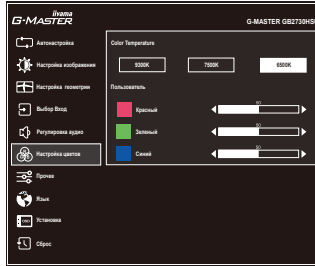 iiyama
G-MASTER
G-MASTER GB2730HSU
Автонастройка
Color Temperature
Настройка изображения
9300K
7500K
6500K
Настройка геометрии
Пользователь
Выбор Вход
Красный
50
Регулировка аудио
Зеленый
50
Настройка цветов
Синий
50
Прочее
Язык
OSD
Установка
Сброс